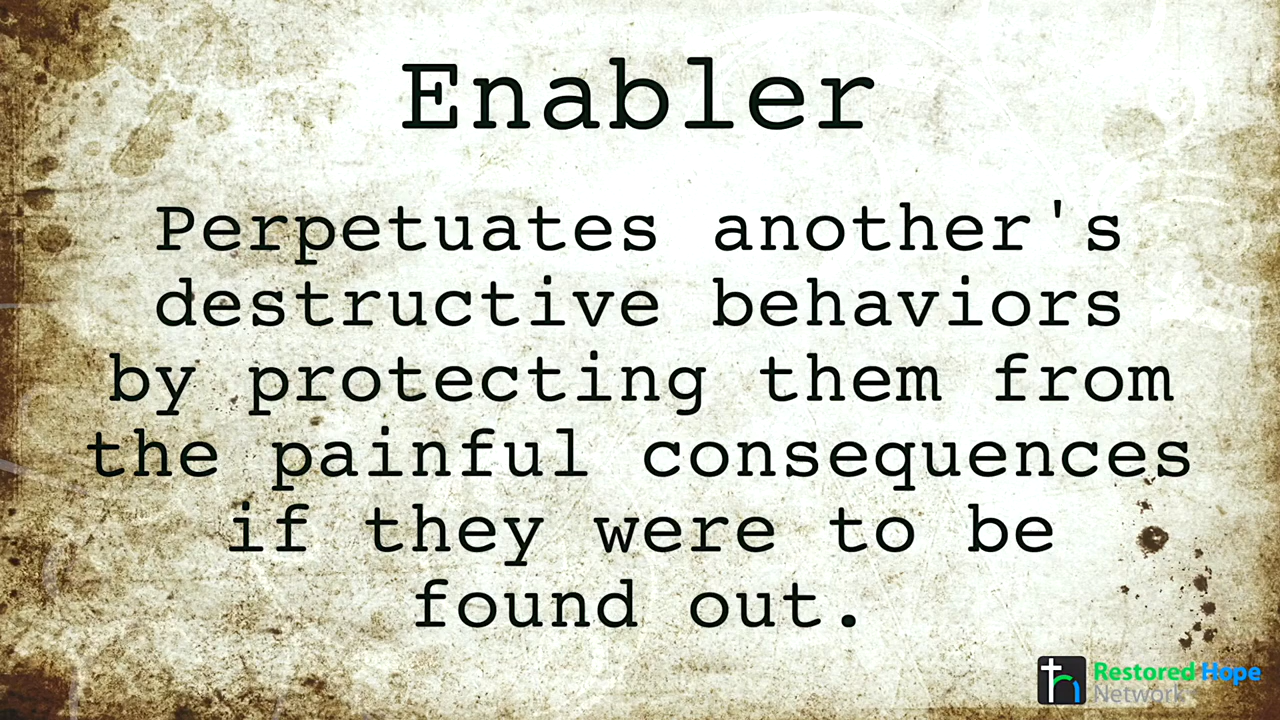 Enabler
Perpetuates another's
destructive behaviors
by protecting them from
the painful consequences
if they were to be
found out.
Restored Hope
Network